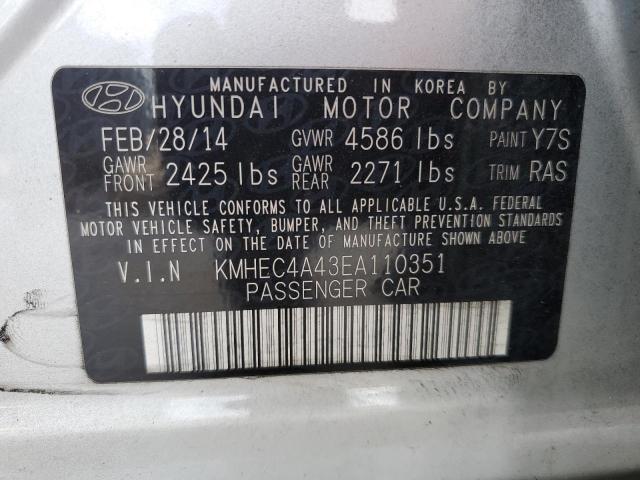 MANUFACTURED IN KOREA BY
HYUNDAI MOTOR COMPANY
FEB/28/14 GVWR 4586 lbs PAINT Y7S
GAWR FRONT 2425 lbs GAWR REAR 2271 lbs TRIM RAS
THIS VEHICLE CONFORMS TO ALL APPLICABLE U.S.A. FEDERAL
MOTOR VEHICLE SAFETY, BUMPER, AND THEFT PREVENTION STANDARDS
IN EFFECT ON THE DATE OF MANUFACTURE SHOWN ABOVE
V.I.N KMHEC4A43EA110351
PASSENGER CAR